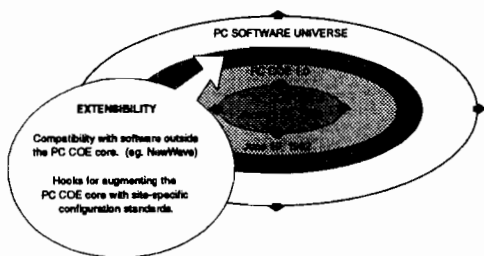 PC SOFTWARE UNIVERSE
EXTENSIBILITY
Compatibility with software outside
the PC COE core. (eg. NewWave)
Hooks for augmenting the
PC COE core with site-specific
configuration standards.